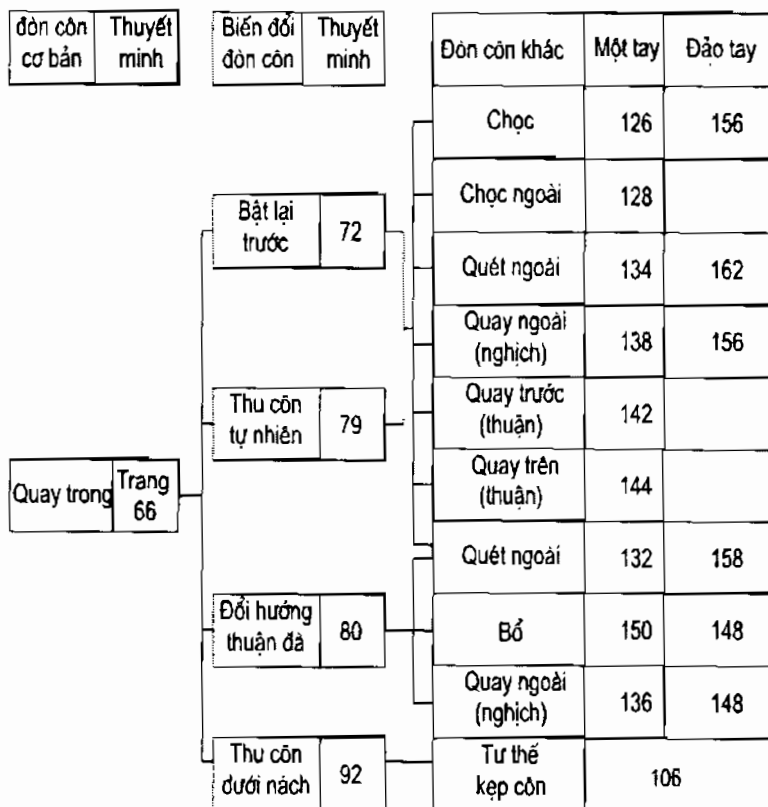 đòn côn
cơ bản
Thuyết
minh
Biến đổi
đòn côn
Thuyết
minh
Đòn côn khác
Một tay
Đảo tay
Chọc
126
156
Chọc ngoài
128
Bật lại
trước
72
Quét ngoài
134
162
Quay ngoài
(nghịch)
138
156
Thu côn
tự nhiên
79
Quay trước
(thuận)
142
Quay trong
Trang
66
Quay trên
(thuận)
144
Quét ngoài
132
158
Đổi hướng
thuận đà
80
Bổ
150
148
Quay ngoài
(nghịch)
136
148
Thu côn
dưới nách
92
Tư thế
kẹp côn
106